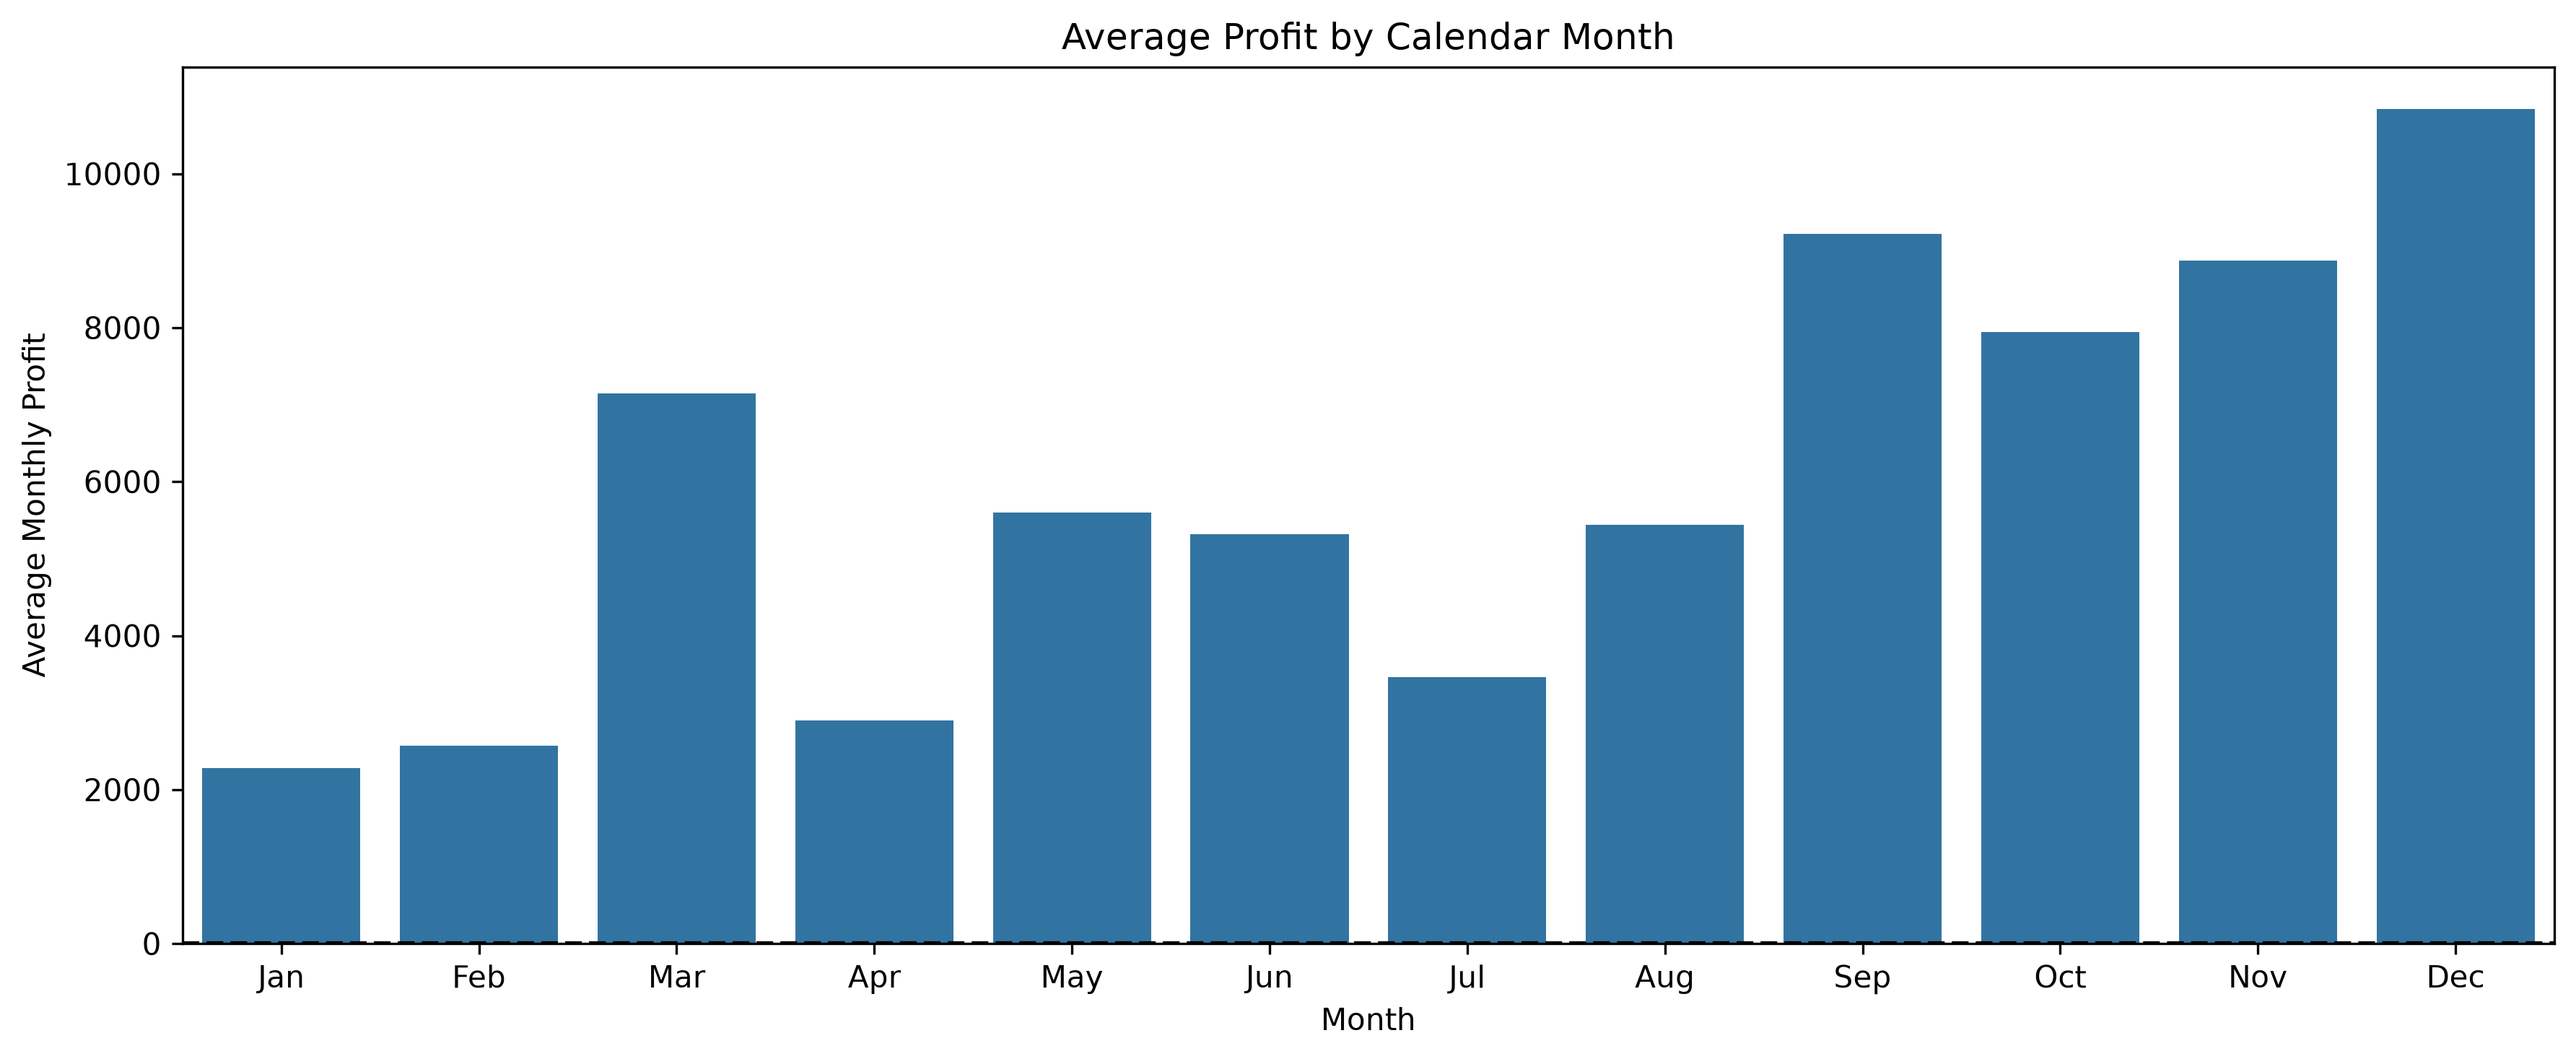 Average Profit by Calendar Month
Average Monthly Profit
10000
8000
6000
4000
2000
0
Jan Feb Mar Apr May Jun Jul Aug Sep Oct Nov Dec
Month